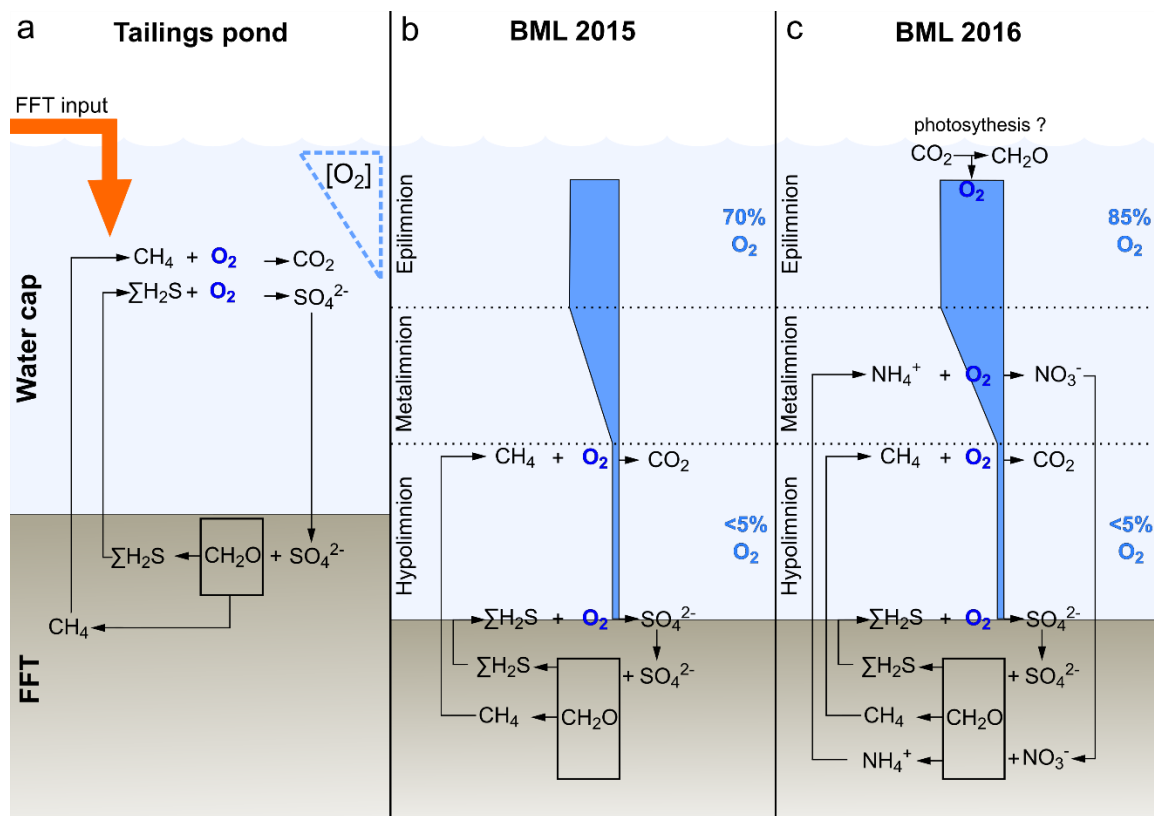 a
Tailings pond
FFT input
[O₂]
CH₄ + O₂ CO₂
∑H₂S + O₂ SO₄²⁻
Water cap
∑H₂S CH₂O + SO₄²⁻
CH₄
FFT
b
BML 2015
Epilimnion
70%
O₂
Metalimnion
Hypolimnion
CH₄ + O₂ CO₂
<5%
O₂
∑H₂S + O₂ SO₄²⁻
∑H₂S + SO₄²⁻
CH₄ CH₂O
c
BML 2016
photosythesis ?
CO₂ CH₂O
O₂
Epilimnion
85%
O₂
Metalimnion
NH₄⁺ + O₂ NO₃⁻
Hypolimnion
CH₄ + O₂ CO₂
<5%
O₂
∑H₂S + O₂ SO₄²⁻
∑H₂S + SO₄²⁻
CH₄ CH₂O
NH₄⁺ + NO₃⁻